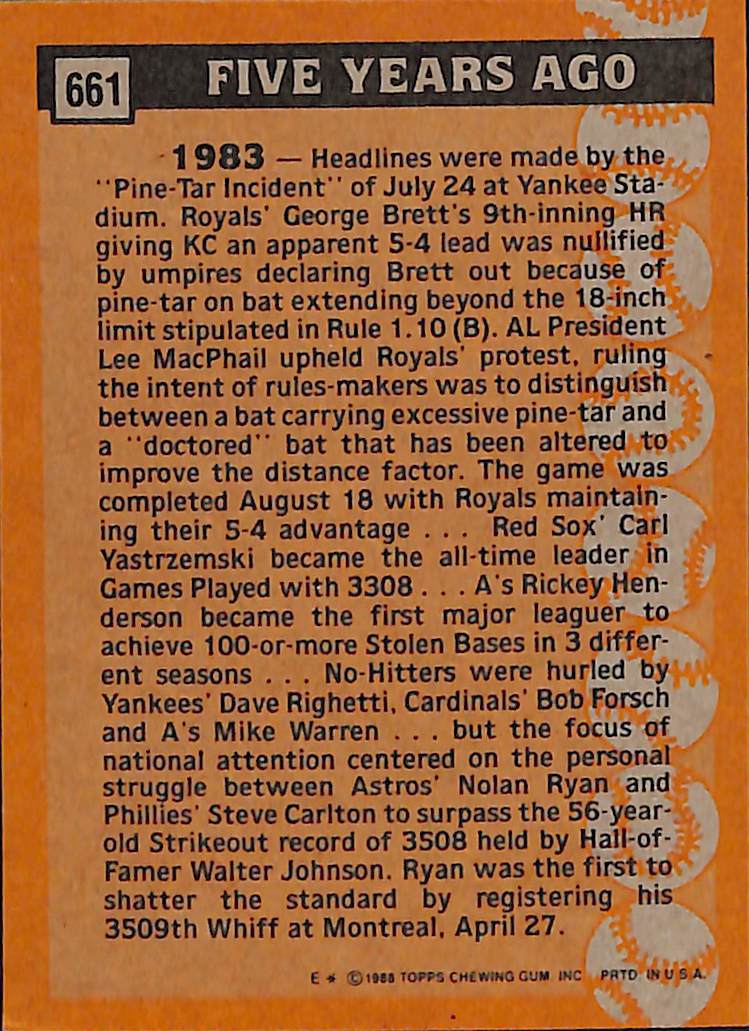 661 FIVE YEARS AGO
1983 — Headlines were made by the
"Pine-Tar Incident" of July 24 at Yankee Sta-
dium. Royals' George Brett's 9th-inning HR
giving KC an apparent 5-4 lead was nullified
by umpires declaring Brett out because of
pine-tar on bat extending beyond the 18-inch
limit stipulated in Rule 1.10 (B). AL President
Lee MacPhail upheld Royals' protest, ruling
the intent of rules-makers was to distinguish
between a bat carrying excessive pine-tar and
a "doctored" bat that has been altered to
improve the distance factor. The game was
completed August 18 with Royals maintain-
ing their 5-4 advantage . . . Red Sox' Carl
Yastrzemski became the all-time leader in
Games Played with 3308 . . . A's Rickey Hen-
derson became the first major leaguer to
achieve 100-or-more Stolen Bases in 3 differ-
ent seasons . . . No-Hitters were hurled by
Yankees' Dave Righetti, Cardinals' Bob Forsch
and A's Mike Warren . . . but the focus of
national attention centered on the personal
struggle between Astros' Nolan Ryan and
Phillies' Steve Carlton to surpass the 56-year-
old Strikeout record of 3508 held by Hall-of-
Famer Walter Johnson. Ryan was the first to
shatter the standard by registering his
3509th Whiff at Montreal, April 27.
E * © 1988 TOPPS CHEWING GUM, INC. PRTD. IN U.S.A.